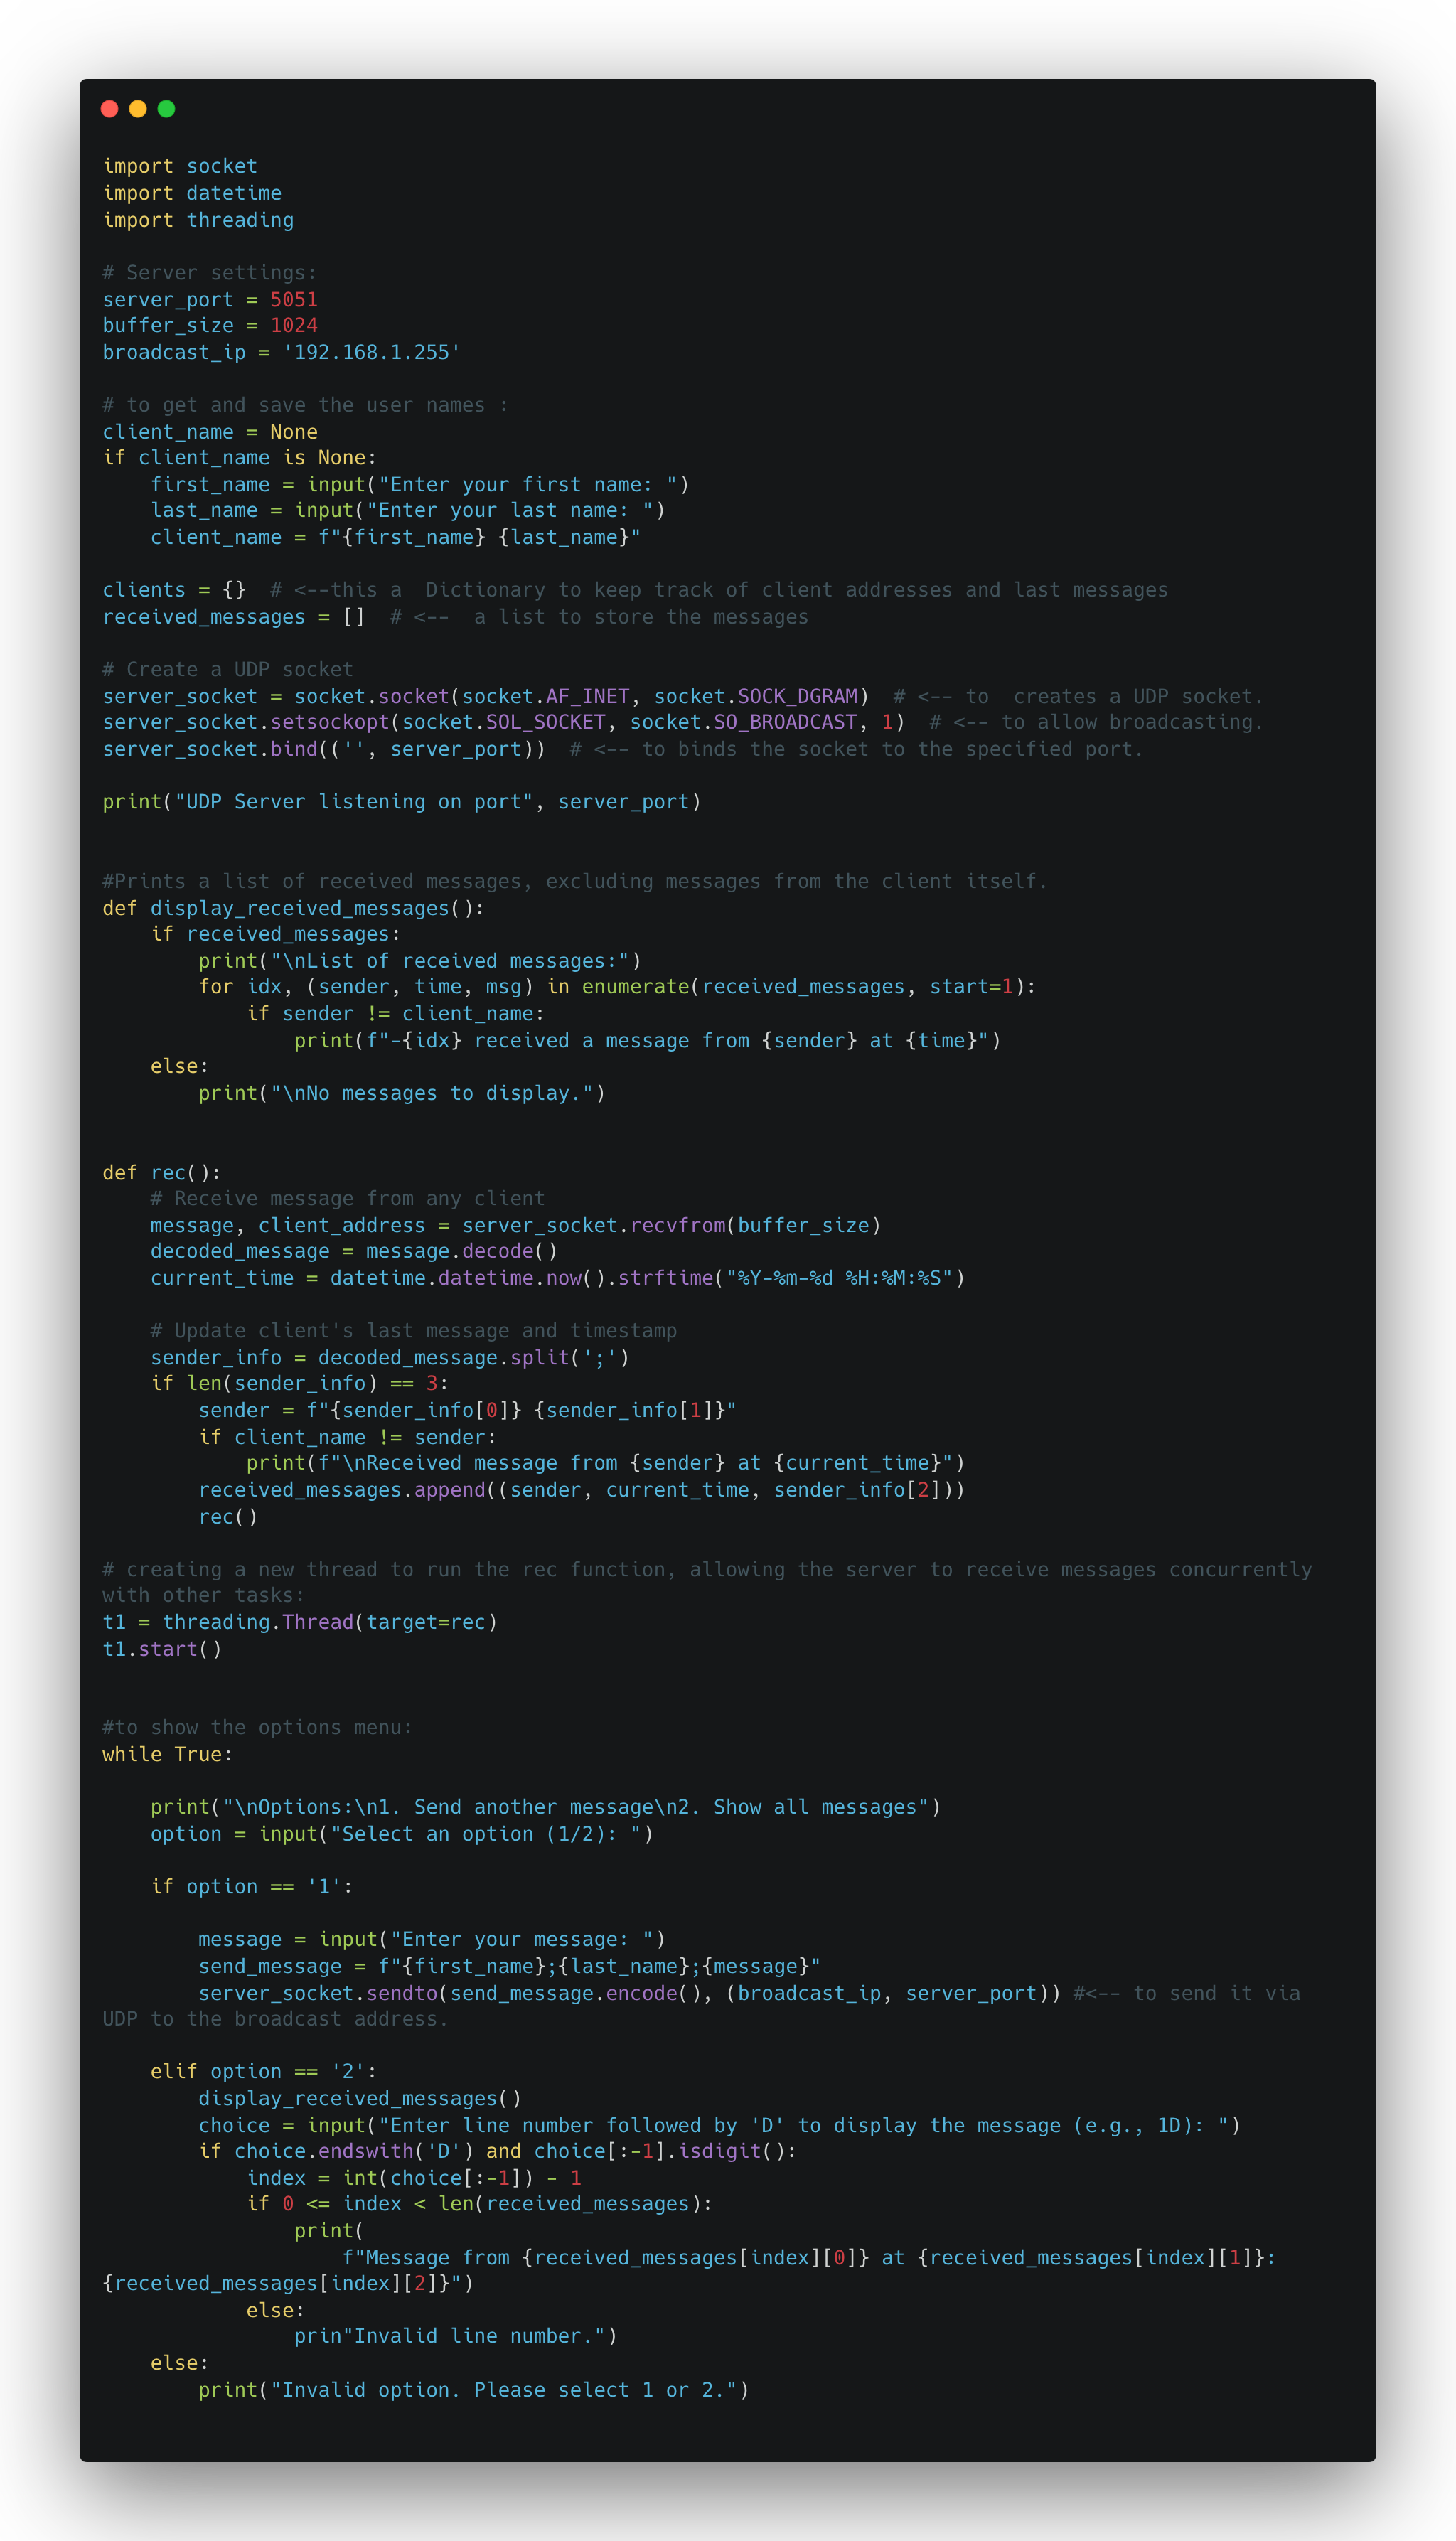 import socket
import datetime
import threading

# Server settings:
server_port = 5051
buffer_size = 1024
broadcast_ip = '192.168.1.255'

# to get and save the user names :
client_name = None
if client_name is None:
    first_name = input("Enter your first name: ")
    last_name = input("Enter your last name: ")
    client_name = f"{first_name} {last_name}"

clients = {}  # <--this a  Dictionary to keep track of client addresses and last messages
received_messages = []  # <--  a list to store the messages

# Create a UDP socket
server_socket = socket.socket(socket.AF_INET, socket.SOCK_DGRAM)  # <-- to  creates a UDP socket.
server_socket.setsockopt(socket.SOL_SOCKET, socket.SO_BROADCAST, 1)  # <-- to allow broadcasting.
server_socket.bind(('', server_port))  # <-- to binds the socket to the specified port.

print("UDP Server listening on port", server_port)


#Prints a list of received messages, excluding messages from the client itself.
def display_received_messages():
    if received_messages:
        print("\nList of received messages:")
        for idx, (sender, time, msg) in enumerate(received_messages, start=1):
            if sender != client_name:
                print(f"-{idx} received a message from {sender} at {time}")
    else:
        print("\nNo messages to display.")


def rec():
    # Receive message from any client
    message, client_address = server_socket.recvfrom(buffer_size)
    decoded_message = message.decode()
    current_time = datetime.datetime.now().strftime("%Y-%m-%d %H:%M:%S")

    # Update client's last message and timestamp
    sender_info = decoded_message.split(';')
    if len(sender_info) == 3:
        sender = f"{sender_info[0]} {sender_info[1]}"
        if client_name != sender:
            print(f"\nReceived message from {sender} at {current_time}")
        received_messages.append((sender, current_time, sender_info[2]))
        rec()

# creating a new thread to run the rec function, allowing the server to receive messages concurrently
with other tasks:
t1 = threading.Thread(target=rec)
t1.start()


#to show the options menu:
while True:

    print("\nOptions:\n1. Send another message\n2. Show all messages")
    option = input("Select an option (1/2): ")

    if option == '1':

        message = input("Enter your message: ")
        send_message = f"{first_name};{last_name};{message}"
        server_socket.sendto(send_message.encode(), (broadcast_ip, server_port)) #<-- to send it via
UDP to the broadcast address.

    elif option == '2':
        display_received_messages()
        choice = input("Enter line number followed by 'D' to display the message (e.g., 1D): ")
        if choice.endswith('D') and choice[:-1].isdigit():
            index = int(choice[:-1]) - 1
            if 0 <= index < len(received_messages):
                print(
                    f"Message from {received_messages[index][0]} at {received_messages[index][1]}:
{received_messages[index][2]}")
            else:
                prin"Invalid line number.")
    else:
        print("Invalid option. Please select 1 or 2.")